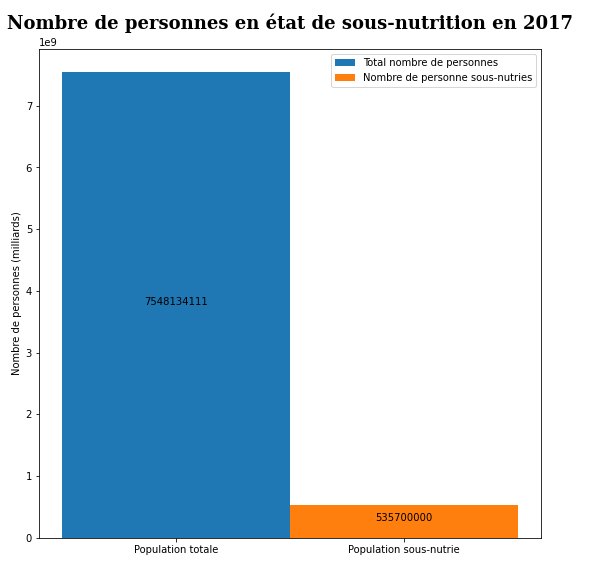 Nombre de personnes en état de sous-nutrition en 2017
1e9
Total nombre de personnes
Nombre de personne sous-nutries
7
6
5
4
3
2
1
0
Nombre de personnes (milliards)
7548134111
535700000
Population totale
Population sous-nutrie